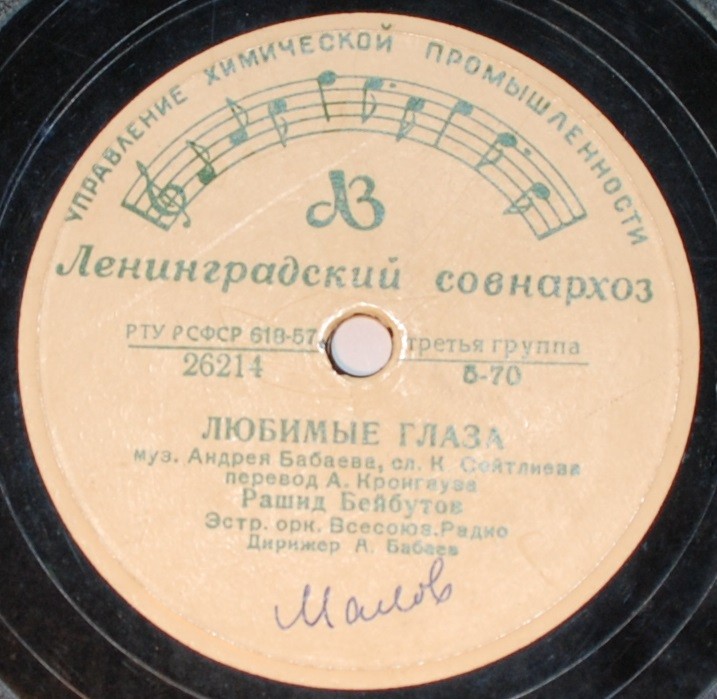 УПРАВЛЕНИЕ ХИМИЧЕСКОЙ ПРОМЫШЛЕННОСТИ
ЛЗ
Ленинградский совнархоз
РТУ РСФСР 618-57 третья группа
26214 5-70
ЛЮБИМЫЕ ГЛАЗА
муз. Андрея Бабаева, сл. К. Сейтлиева
перевод А. Кронгауза
Рашид Бейбутов
Эстр. орк. Всесоюз. Радио
Дирижер А. Бабаев